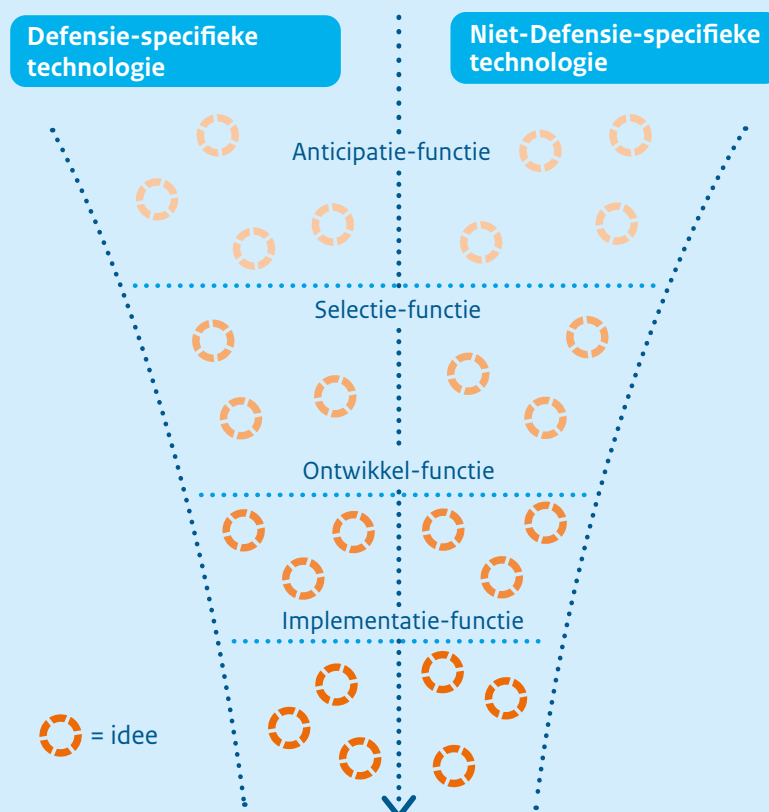 Defensie-specifieke
technologie
Niet-Defensie-specifieke
technologie
Anticipatie-functie
Selectie-functie
Ontwikkel-functie
Implementatie-functie
= idee